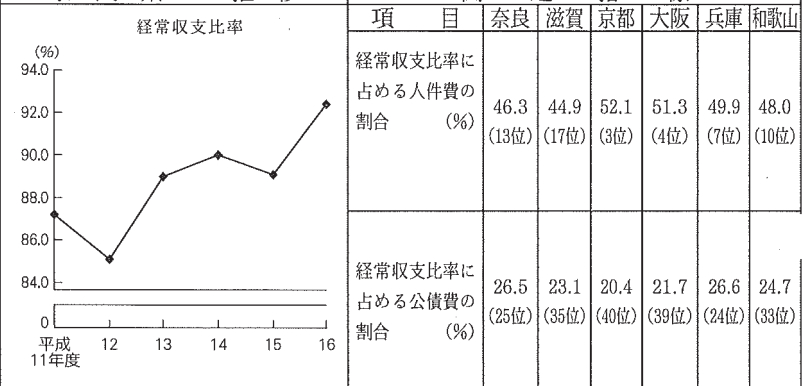 経常収支比率
(%)
94.0
92.0
90.0
88.0
86.0
84.0
0
平成 12 13 14 15 16
11年度
項 目 奈良 滋賀 京都 大阪 兵庫 和歌山
経常収支比率に
占める人件費の
割合 (%)
46.3 44.9 52.1 51.3 49.9 48.0
(13位) (17位) (3位) (4位) (7位) (10位)
経常収支比率に
占める公債費の
割合 (%)
26.5 23.1 20.4 21.7 26.6 24.7
(25位) (35位) (40位) (39位) (24位) (33位)